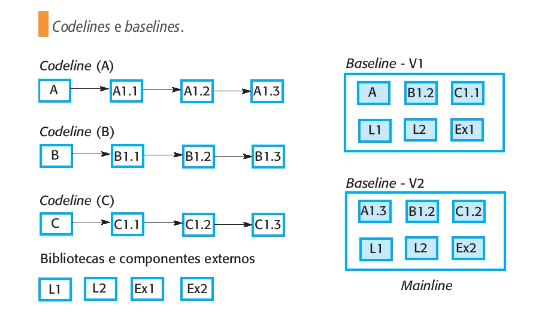 Codelines e baselines.
Codeline (A)
A A1.1 A1.2 A1.3
Codeline (B)
B B1.1 B1.2 B1.3
Codeline (C)
C C1.1 C1.2 C1.3
Bibliotecas e componentes externos
L1 L2 Ex1 Ex2
Baseline - V1
A B1.2 C1.1
L1 L2 Ex1
Baseline - V2
A1.3 B1.2 C1.2
L1 L2 Ex2
Mainline